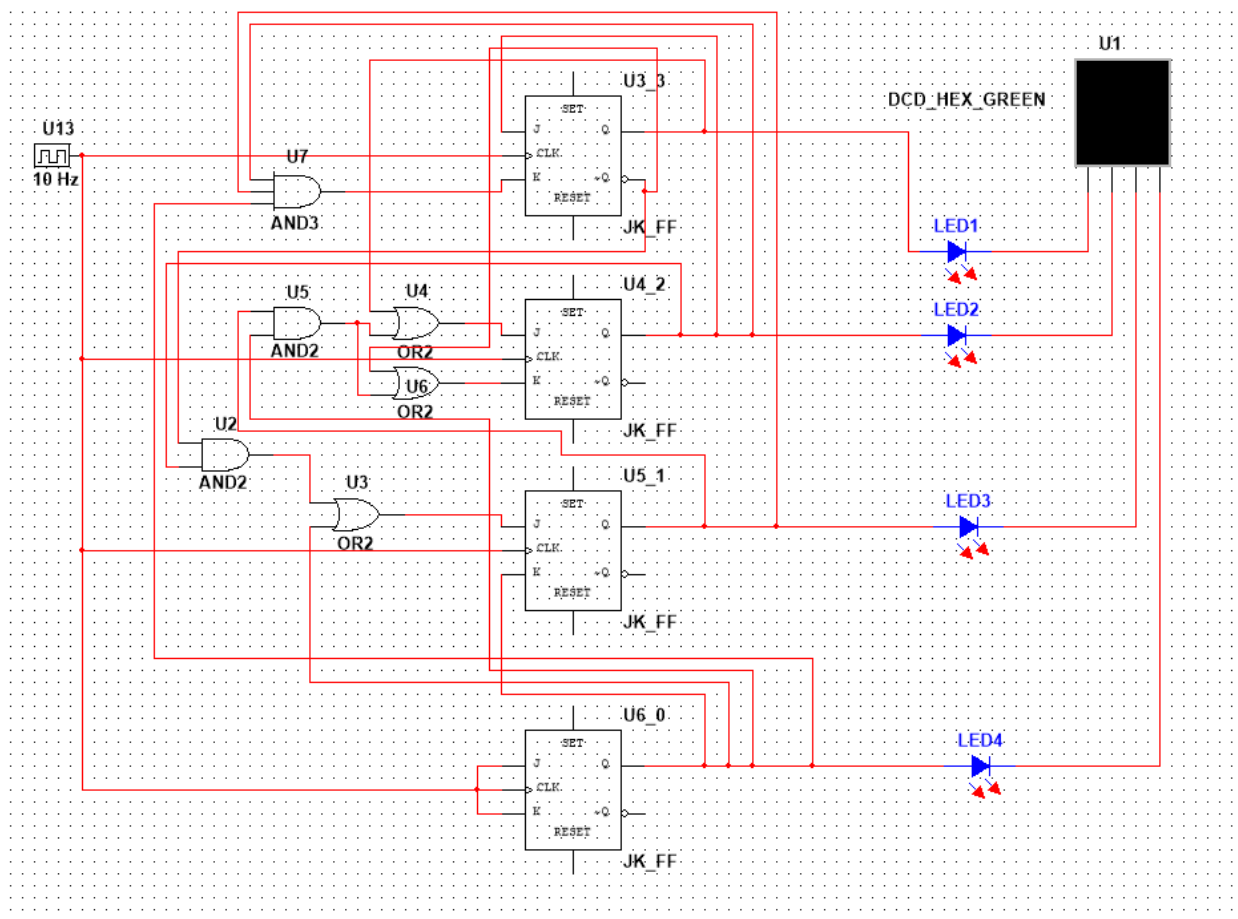 U1
DCD_HEX_GREEN
U13
10 Hz
U7
AND3
U3_3
SET
J
Q
CLK
K
~Q
RESET
JK_FF
LED1
U5
AND2
U4
OR2
U6
OR2
U4_2
SET
J
Q
CLK
K
~Q
RESET
JK_FF
LED2
U2
AND2
U3
OR2
U5_1
SET
J
Q
CLK
K
~Q
RESET
JK_FF
LED3
U6_0
SET
J
Q
CLK
K
~Q
RESET
JK_FF
LED4